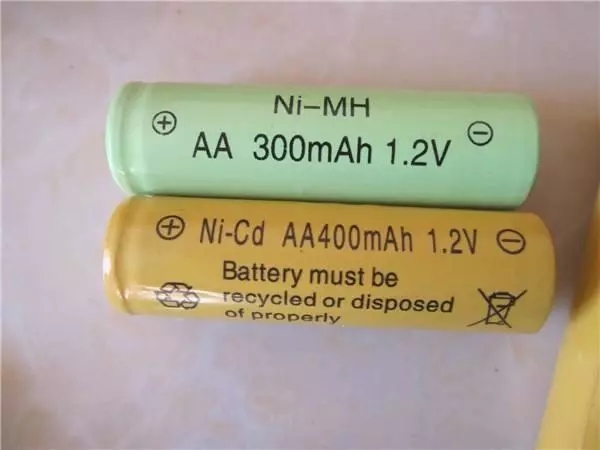 Ni-MH
⊕ AA 300mAh 1.2V ⊖
⊕ Ni-Cd AA400mAh 1.2V ⊖
Battery must be
recycled or disposed
of properly